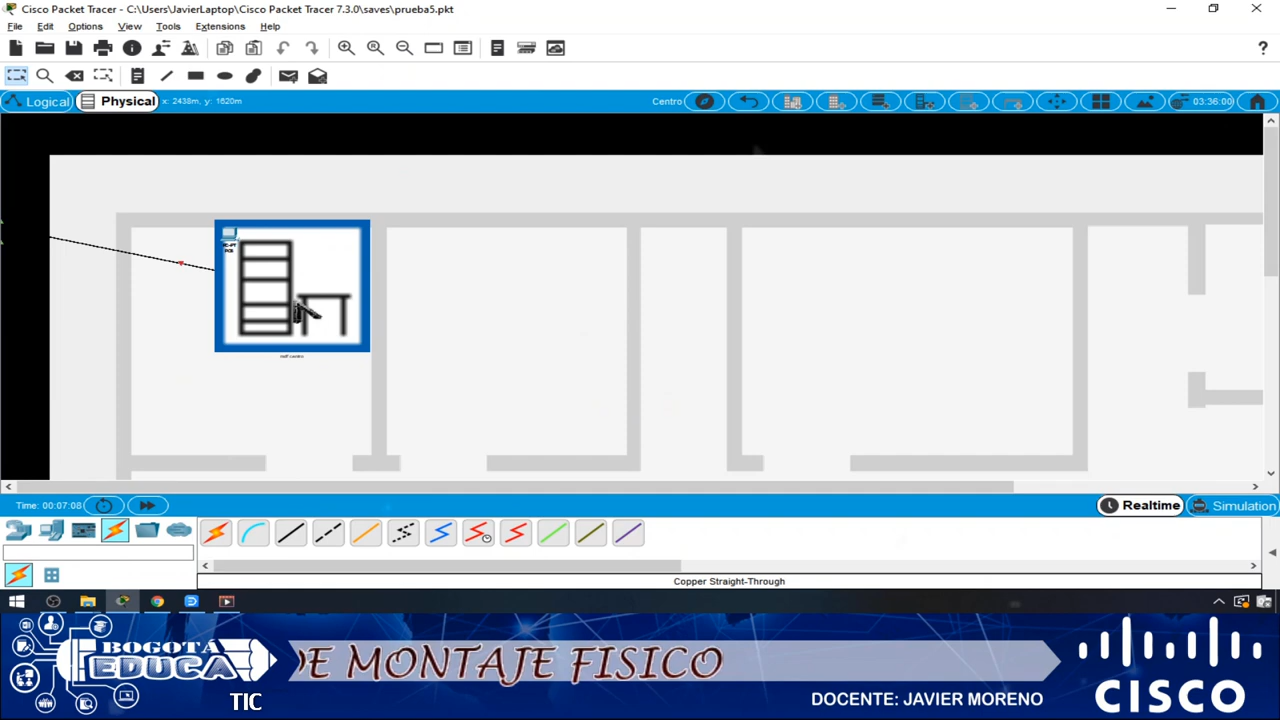 Cisco Packet Tracer - C:\Users\JavierLaptop\Cisco Packet Tracer 7.3.0\saves\prueba5.pkt
File Edit Options View Tools Extensions Help
Logical Physical x: 2438m, y: 1620m Centro 03:36:00
Time: 00:07:08 Realtime Simulation
Copper Straight-Through
BOGOTÁ
EDUCA
TIC
DE MONTAJE FISICO
DOCENTE: JAVIER MORENO
CISCO